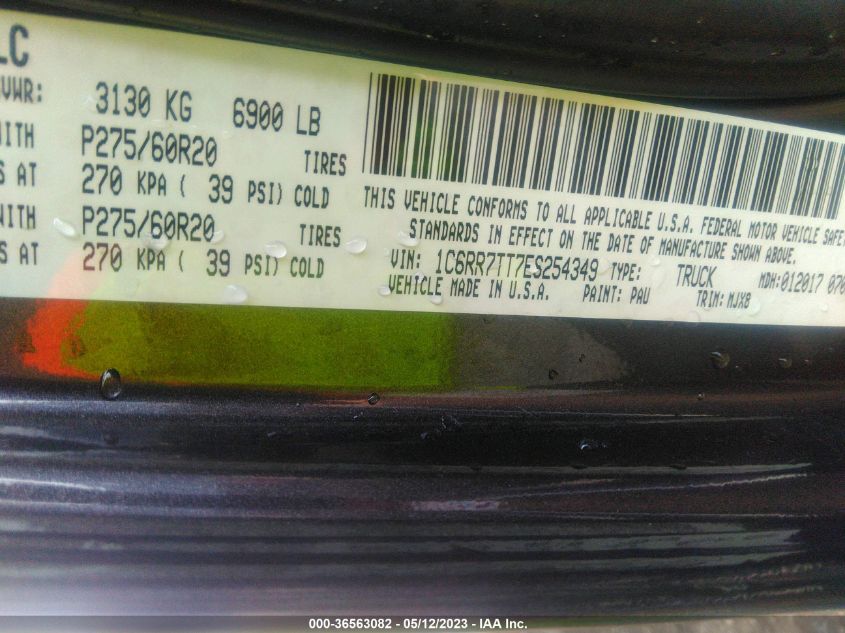 LC
VWR: 3130 KG 6900 LB
WITH P275/60R20 TIRES
S AT 270 KPA ( 39 PSI) COLD
WITH P275/60R20 TIRES
S AT 270 KPA ( 39 PSI) COLD
THIS VEHICLE CONFORMS TO ALL APPLICABLE U.S.A. FEDERAL MOTOR VEHICLE SAFE
STANDARDS IN EFFECT ON THE DATE OF MANUFACTURE SHOWN ABOVE.
VIN: 1C6RR7TT7ES254349 TYPE: TRUCK MDH:012017 070
VEHICLE MADE IN U.S.A. PAINT: PAU TRIM: MJX8
000-36563082 - 05/12/2023 - IAA Inc.